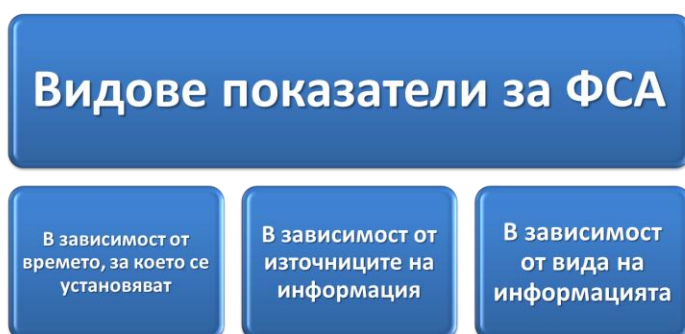 Видове показатели за ФСА
В зависимост от
времето, за което се
установяват
В зависимост от
източниците на
информация
В зависимост
от вида на
информацията